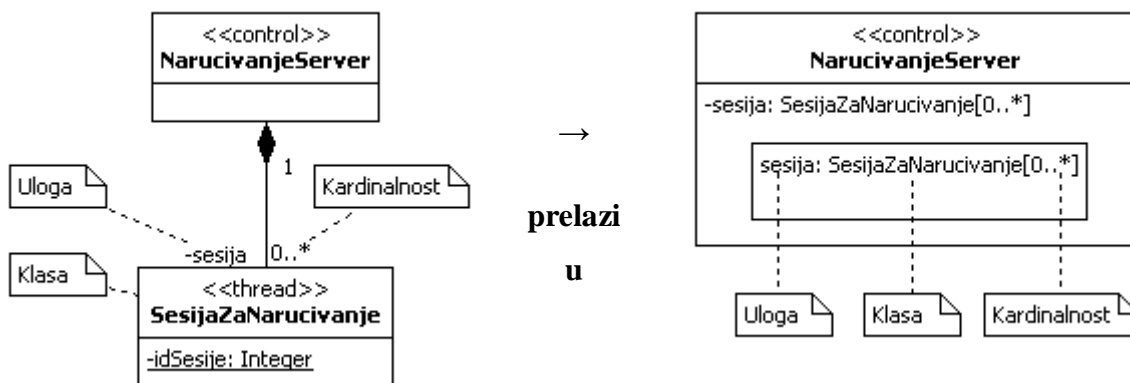 <<control>>
NarucivanjeServer
1
Uloga
Kardinalnost
-sesija
0..*
Klasa
<<thread>>
SesijaZaNarucivanje
-idSesije: Integer
→
prelazi
u
<<control>>
NarucivanjeServer
-sesija: SesijaZaNarucivanje[0..*]
sesija: SesijaZaNarucivanje[0..*]
Uloga
Klasa
Kardinalnost